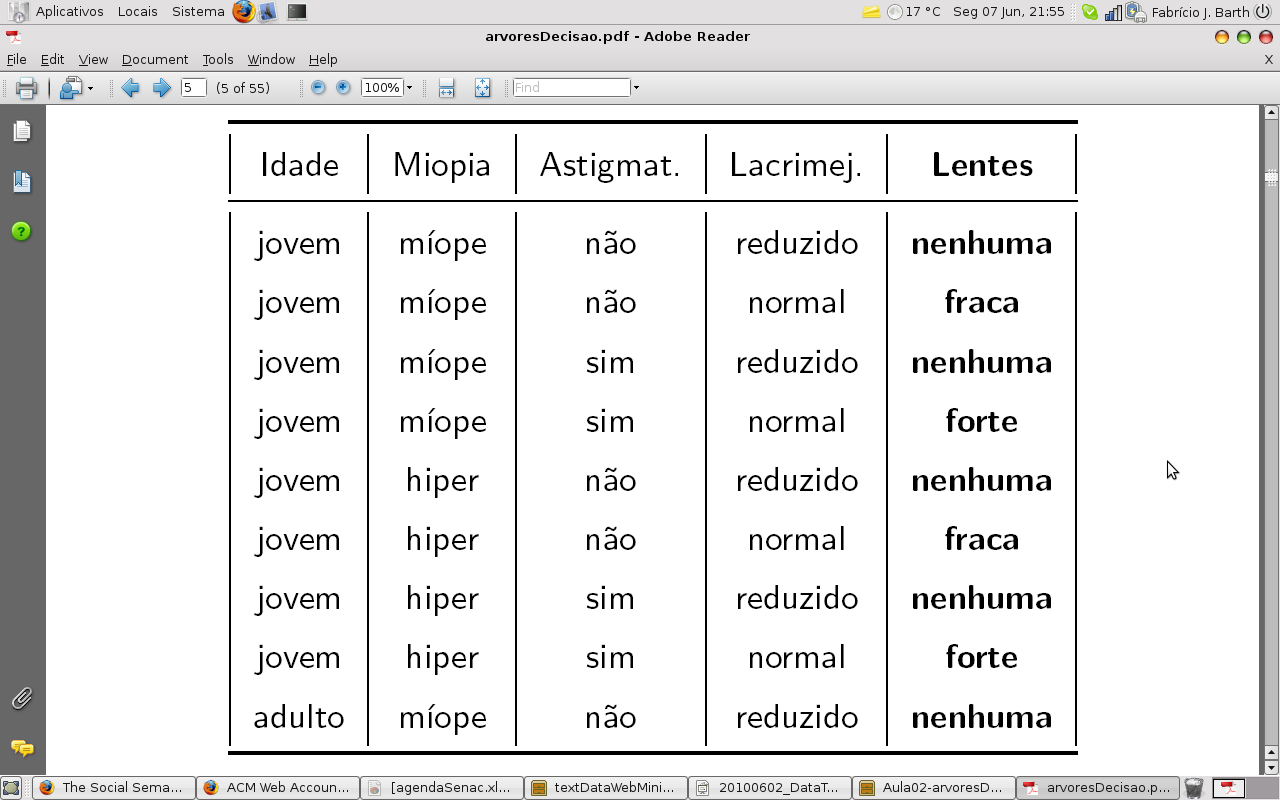 Aplicativos Locais Sistema 17 °C Seg 07 Jun, 21:55 Fabrício J. Barth
arvoresDecisao.pdf - Adobe Reader
File Edit View Document Tools Window Help X
5 (5 of 55) 100% Find
Idade Miopia Astigmat. Lacrimej. Lentes
jovem míope não reduzido nenhuma
jovem míope não normal fraca
jovem míope sim reduzido nenhuma
jovem míope sim normal forte
jovem hiper não reduzido nenhuma
jovem hiper não normal fraca
jovem hiper sim reduzido nenhuma
jovem hiper sim normal forte
adulto míope não reduzido nenhuma
The Social Sema... ACM Web Accoun... [agendaSenac.xl... textDataWebMini... 20100602_DataT... Aula02-arvoresD... arvoresDecisao.p...